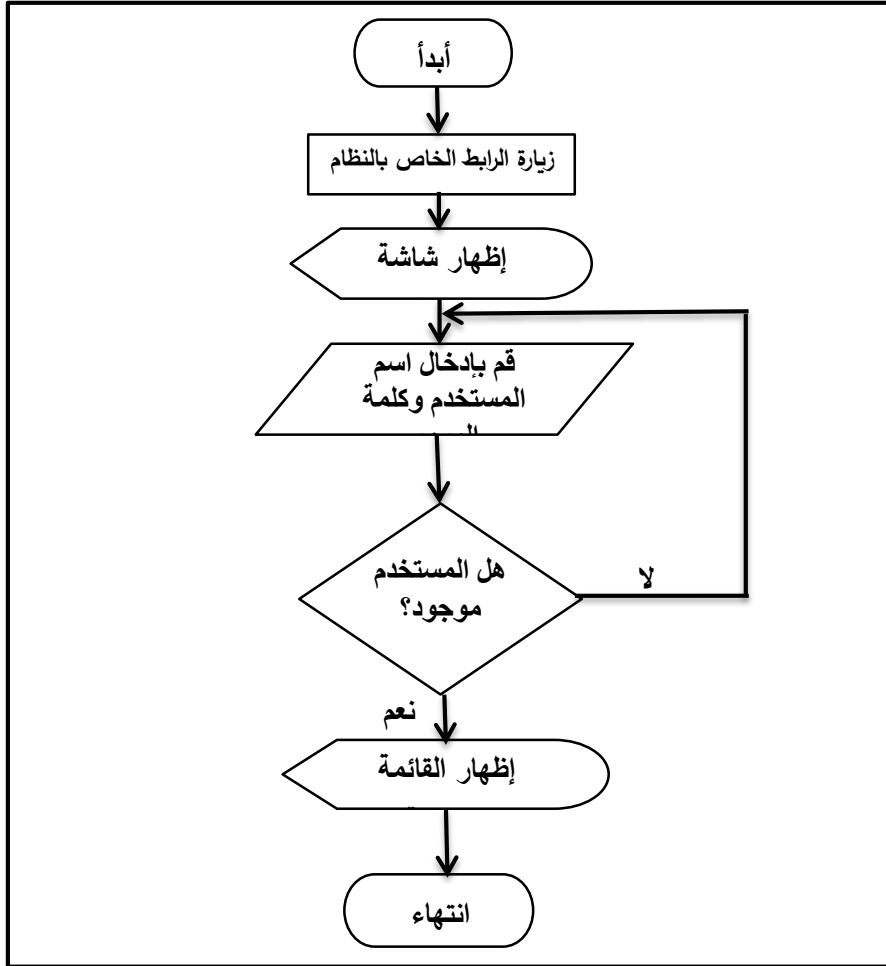 أبدأ
زيارة الرابط الخاص بالنظام
إظهار شاشة
قم بإدخال اسم
المستخدم وكلمة
هل المستخدم
موجود؟
لا
نعم
إظهار القائمة
انتهاء